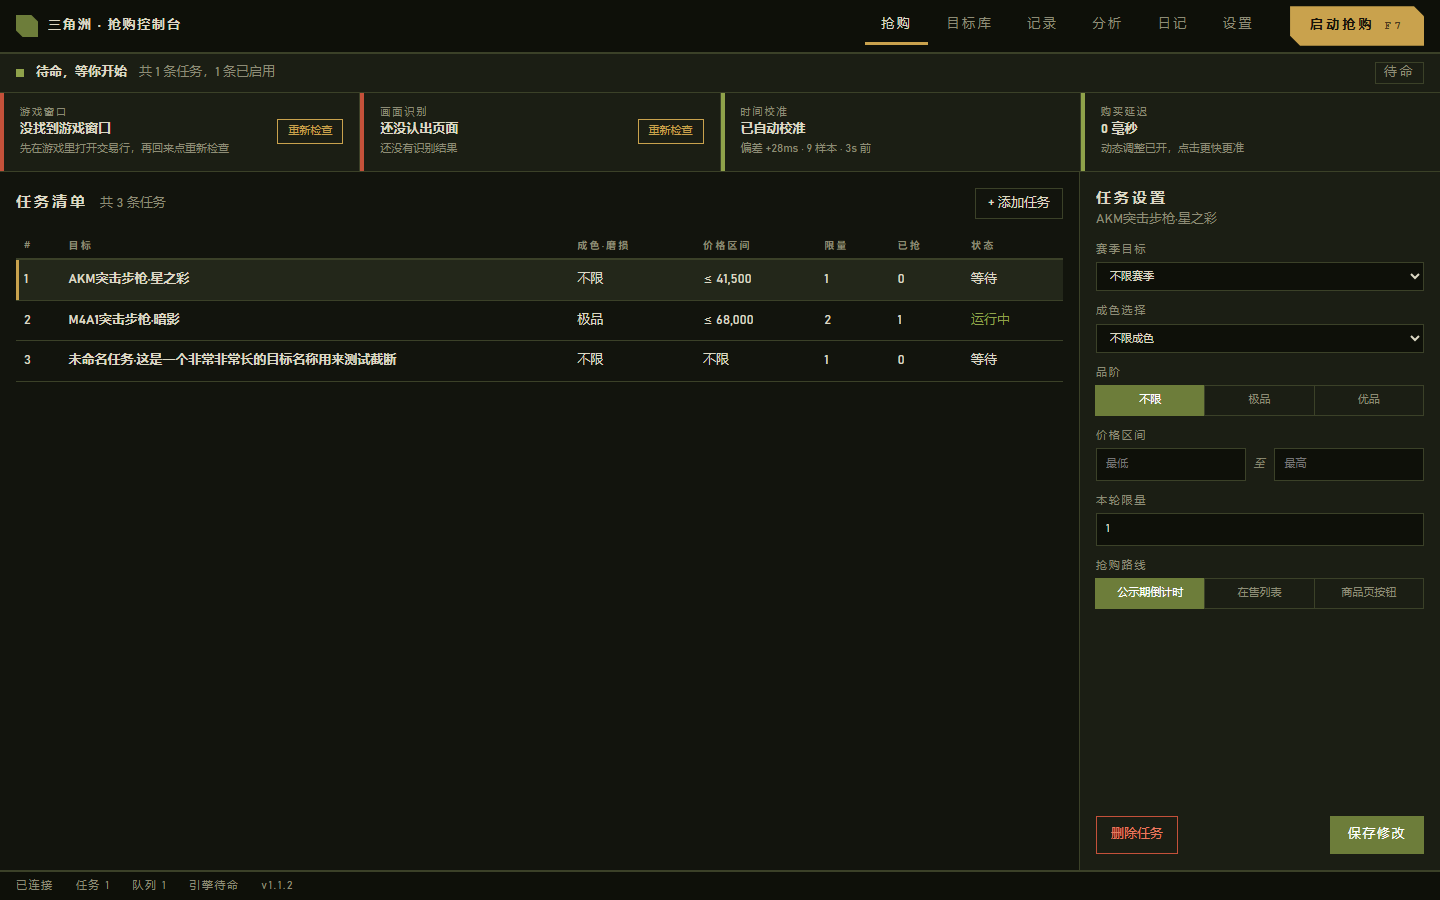 三角洲 · 抢购控制台
抢购 目标库 记录 分析 日记 设置 启动抢购 F7
待命，等你开始 共 1 条任务，1 条已启用 待命
游戏窗口
没找到游戏窗口
先在游戏里打开交易行，再回来点重新检查
重新检查
画面识别
还没认出页面
还没有识别结果
重新检查
时间校准
已自动校准
偏差 +28ms · 9 样本 · 3s 前
购买延迟
0 毫秒
动态调整已开，点击更快更准
任务清单 共 3 条任务 + 添加任务
# 目标 成色·磨损 价格区间 限量 已抢 状态
1 AKM突击步枪·星之彩 不限 ≤ 41,500 1 0 等待
2 M4A1突击步枪·暗影 极品 ≤ 68,000 2 1 运行中
3 未命名任务·这是一个非常非常长的目标名称用来测试截断 不限 不限 1 0 等待
任务设置
AKM突击步枪·星之彩
赛季目标
不限赛季
成色选择
不限成色
品阶
不限 极品 优品
价格区间
最低 至 最高
本轮限量
1
抢购路线
公示期倒计时 在售列表 商品页按钮
删除任务 保存修改
已连接 任务 1 队列 1 引擎待命 v1.1.2